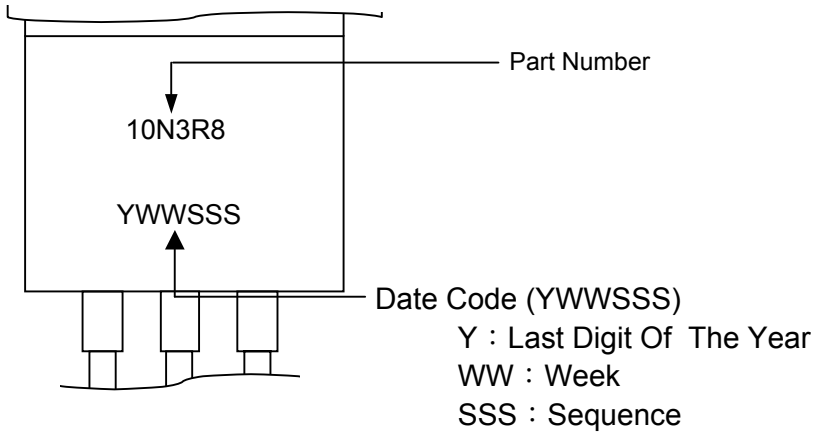 Part Number
10N3R8
YWWSSS
Date Code (YWWSSS)
Y：Last Digit Of The Year
WW：Week
SSS：Sequence